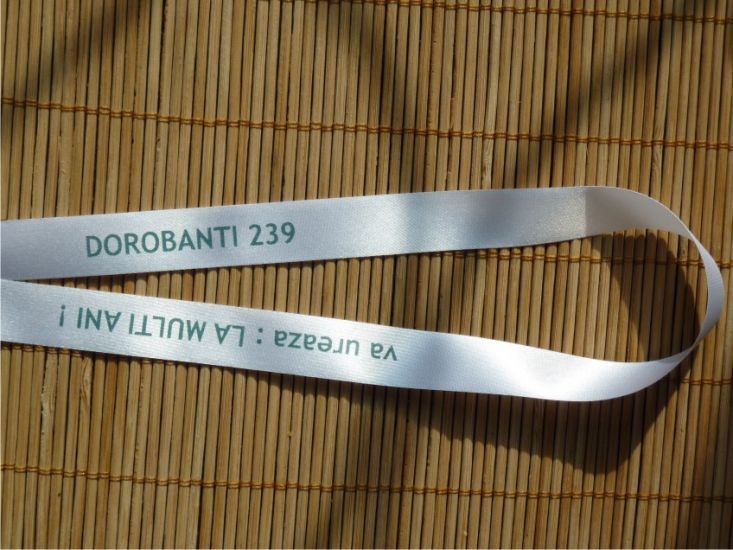 DOROBANTI 239
va ureaza : LA MULTI ANI !